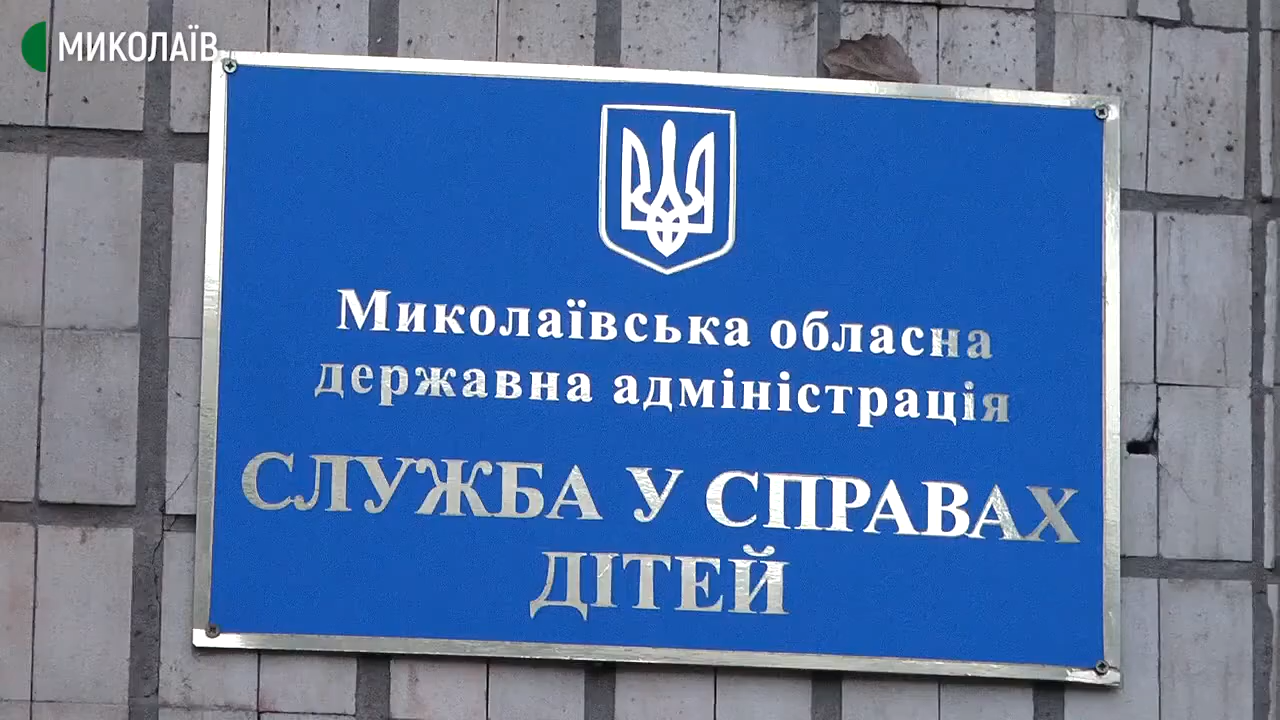 МИКОЛАЇВ
Миколаївська обласна
державна адміністрація
СЛУЖБА У СПРАВАХ
ДІТЕЙ